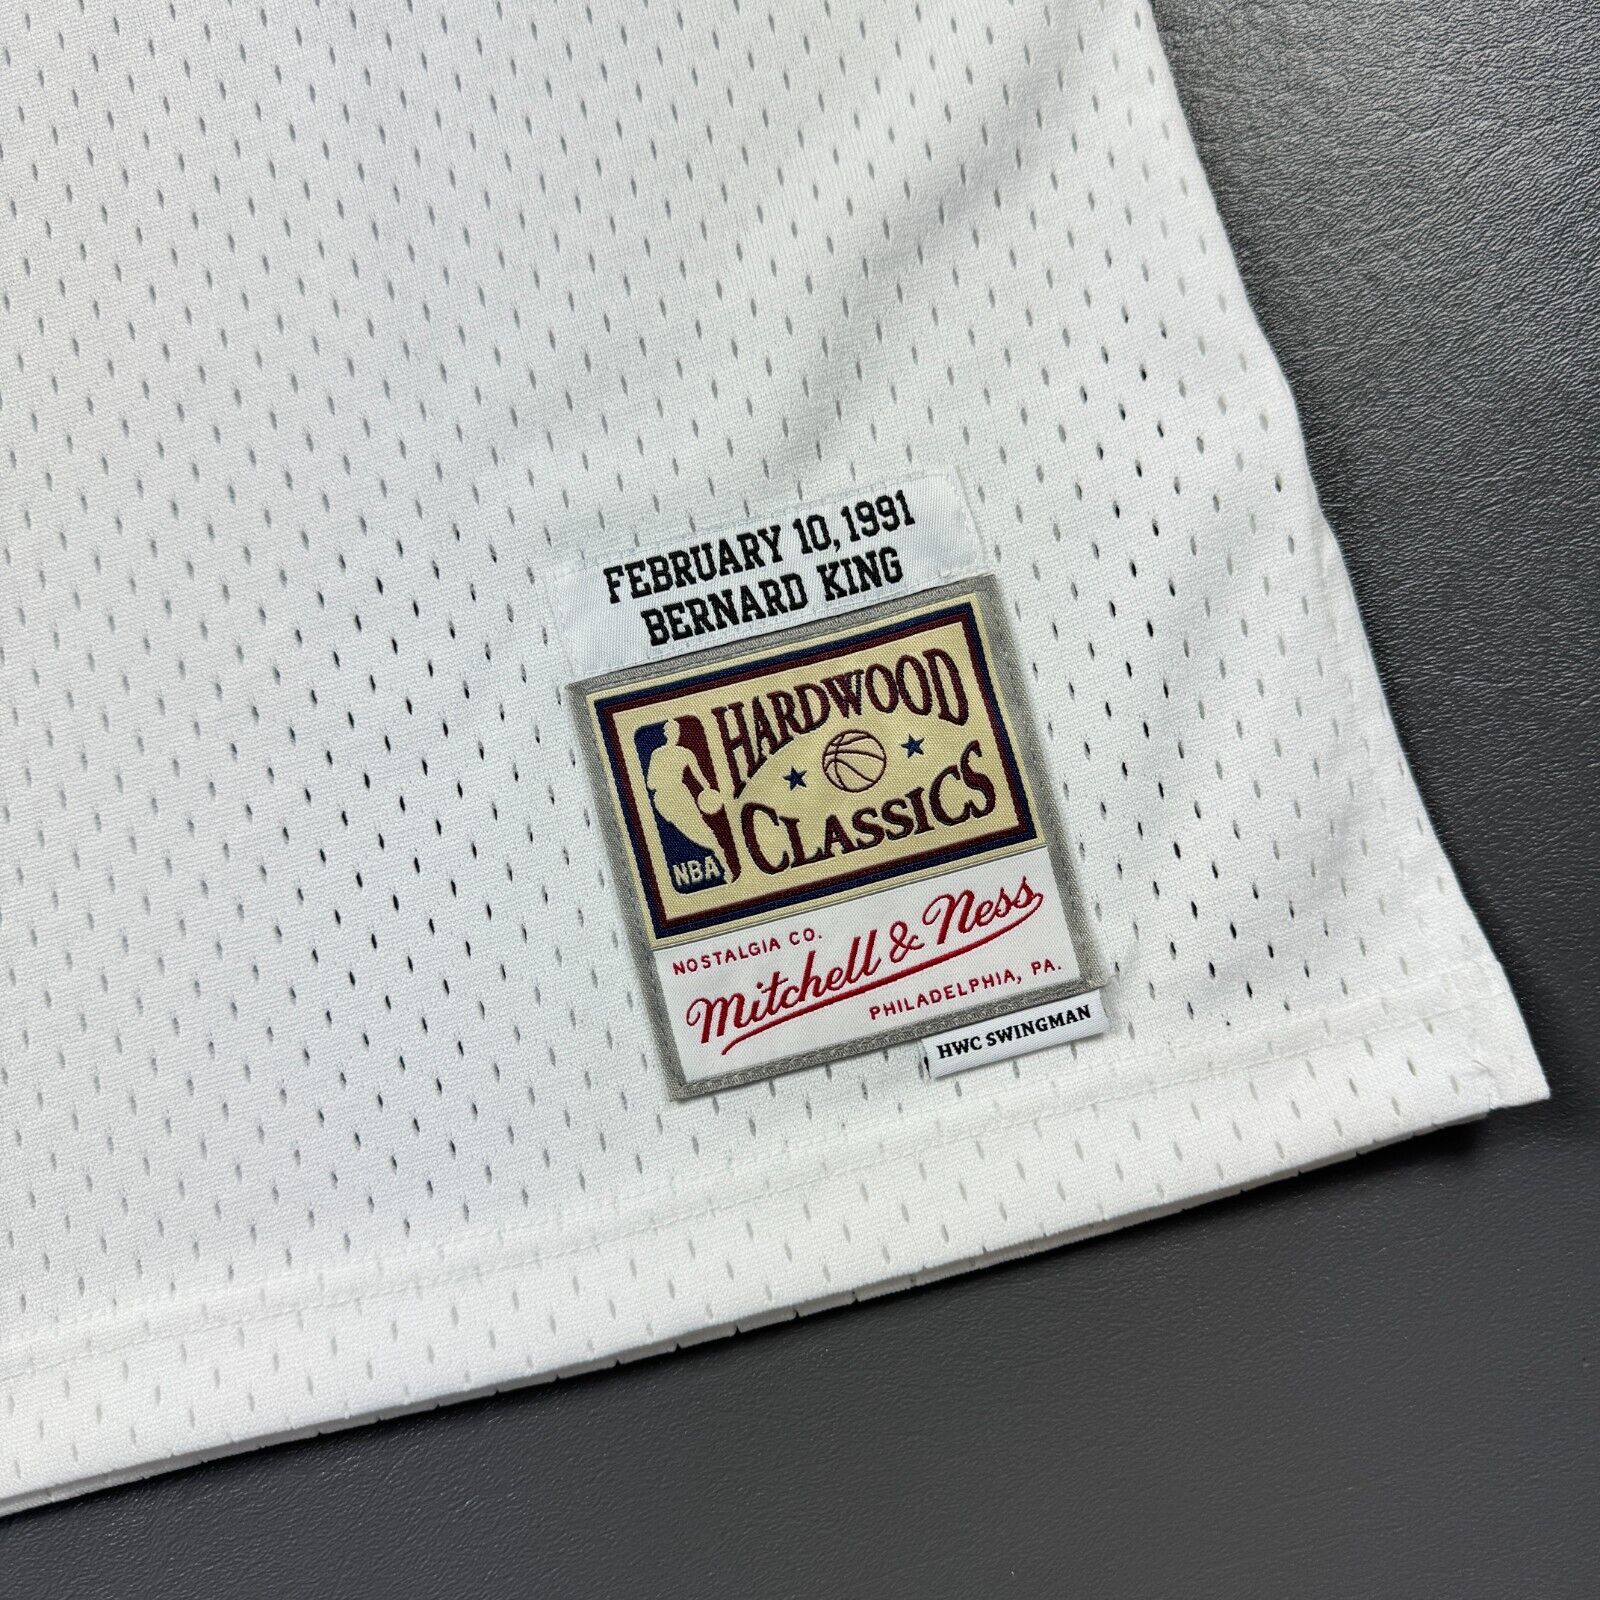 FEBRUARY 10, 1991
BERNARD KING
HARDWOOD
CLASSICS
NBA
NOSTALGIA CO.
Mitchell & Ness
PHILADELPHIA, PA.
HWC SWINGMAN